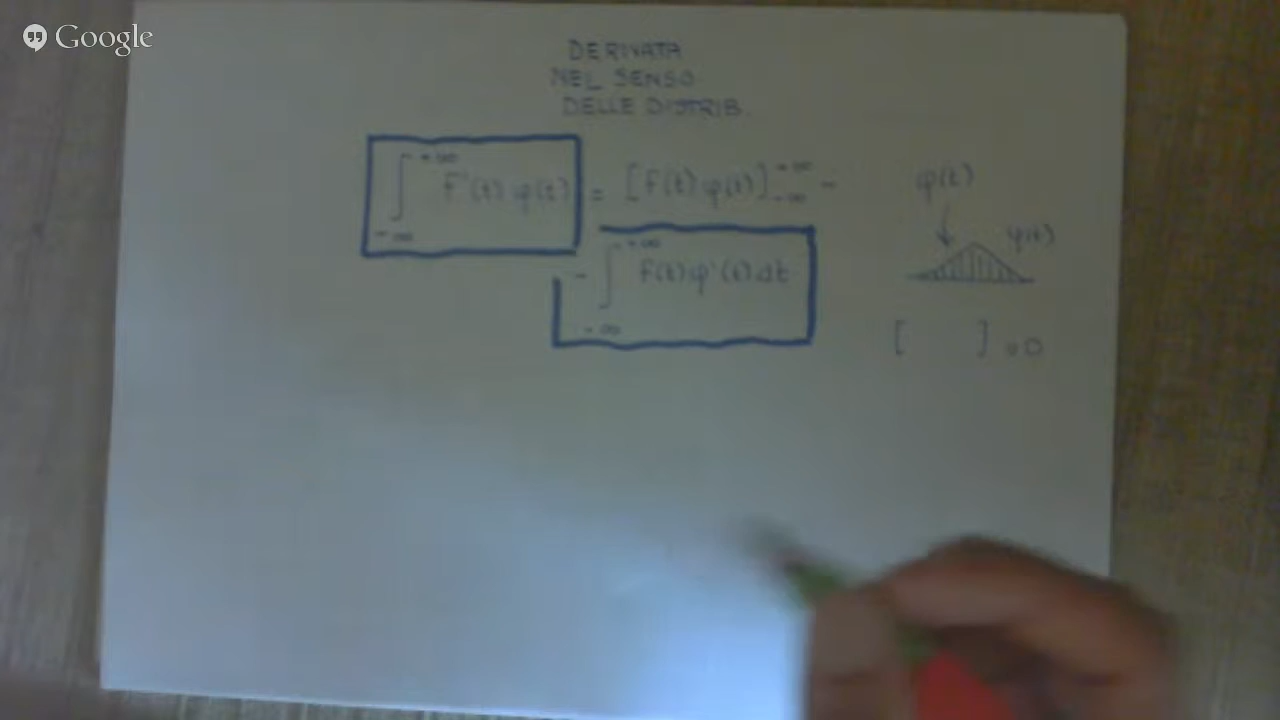 Google
DERIVATA
NEL SENSO
DELLE DISTRIB.
∫ +∞ -∞ f'(t) φ(t) = [f(t) φ(t)] +∞ -∞ -
- ∫ +∞ -∞ f(t) φ'(t) dt
φ(t)
φ(t)
[ ] = 0